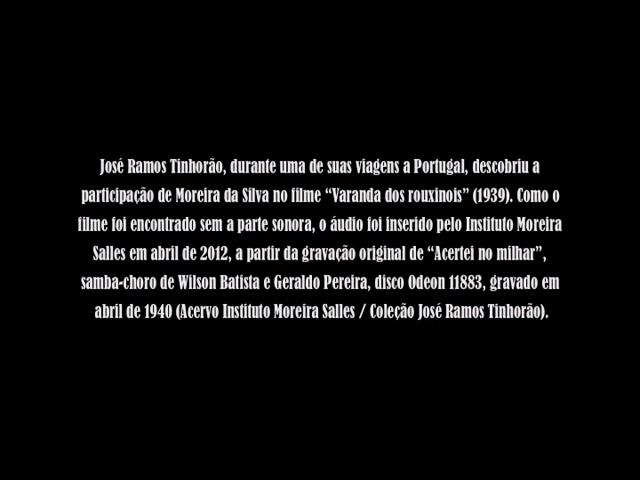 José Ramos Tinhorão, durante uma de suas viagens a Portugal, descobriu a
participação de Moreira da Silva no filme “Varanda dos rouxinois” (1939). Como o
filme foi encontrado sem a parte sonora, o áudio foi inserido pelo Instituto Moreira
Salles em abril de 2012, a partir da gravação original de “Acertei no milhar”,
samba-choro de Wilson Batista e Geraldo Pereira, disco Odeon 11883, gravado em
abril de 1940 (Acervo Instituto Moreira Salles / Coleção José Ramos Tinhorão).